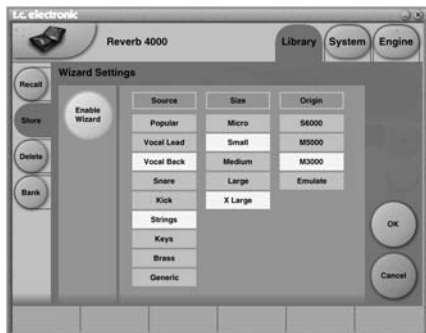 t.c. electronic
Reverb 4000
Library
System
Engine
Wizard Settings
Recall
Store
Delete
Bank
Enable
Wizard
Source
Size
Origin
Popular
Micro
S6000
Vocal Lead
Small
M5000
Vocal Back
Medium
M3000
Snare
Large
Emulate
Kick
X Large
Strings
Keys
Brass
Generic
OK
Cancel